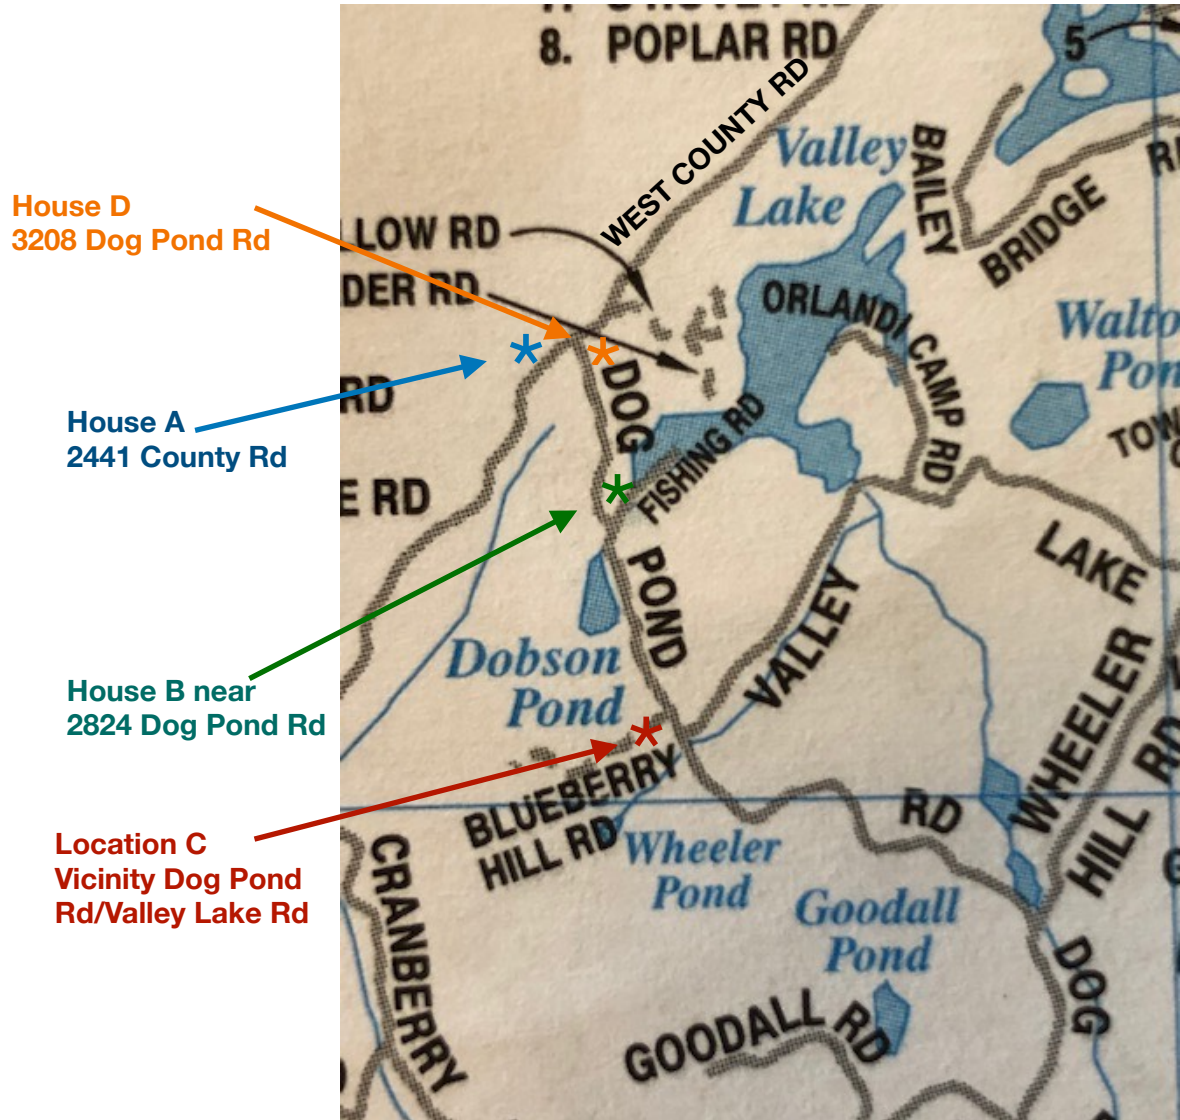 8. POPLAR RD
WEST COUNTY RD
5
Valley
Lake
BAILEY
BRIDGE
House D
3208 Dog Pond Rd
LLOW RD
DER RD
ORLANDI CAMP RD
RD
DOG
FISHING RD
House A
2441 County Rd
E RD
LAKE
POND
VALLEY
WHEELER
HILL RD
Dobson
Pond
House B near
2824 Dog Pond Rd
BLUEBERRY
HILL RD
RD
Location C
Vicinity Dog Pond
Rd/Valley Lake Rd
CRANBERRY
Wheeler
Pond
Goodall
Pond
DOG
GOODALL RD